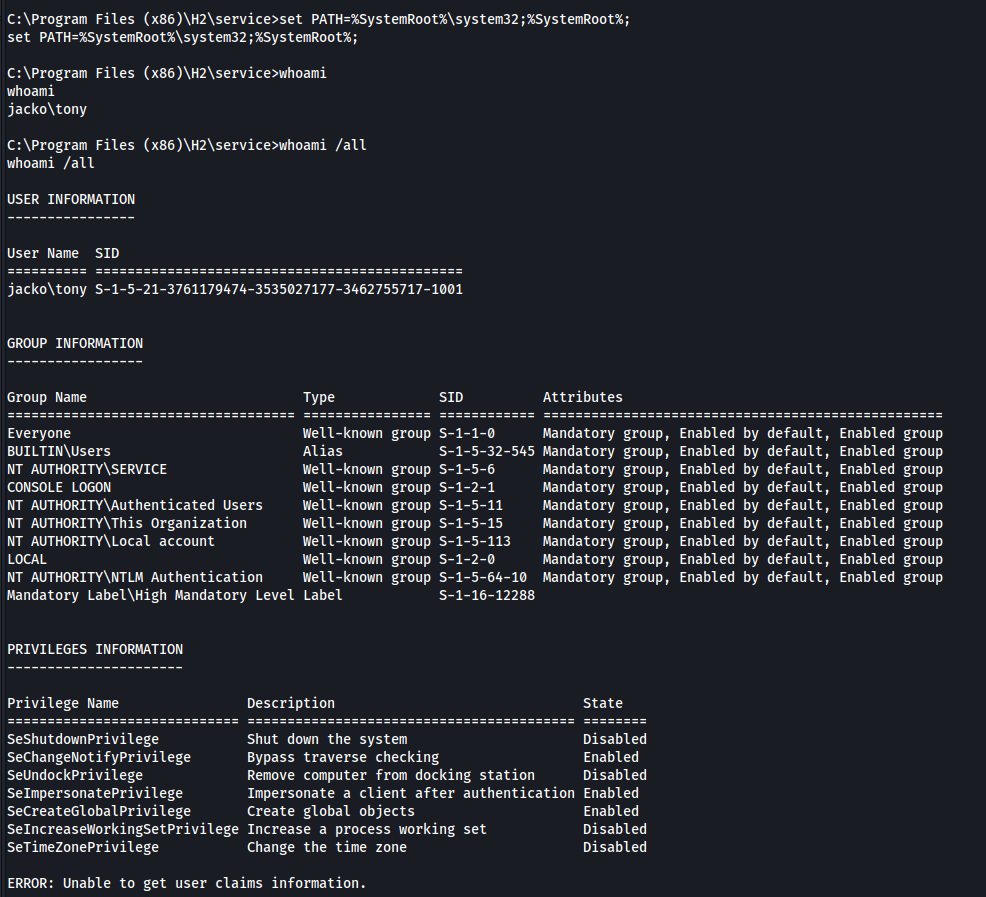 C:\Program Files (x86)\H2\service>set PATH=%SystemRoot%\system32;%SystemRoot%;
set PATH=%SystemRoot%\system32;%SystemRoot%;
C:\Program Files (x86)\H2\service>whoami
whoami
jacko\tony
C:\Program Files (x86)\H2\service>whoami /all
whoami /all
USER INFORMATION
----------------
User Name  SID
========== ==============================================
jacko\tony S-1-5-21-3761179474-3535027177-3462755717-1001
GROUP INFORMATION
-----------------
Group Name                           Type             SID          Attributes
==================================== ================ ============ ==================================================
Everyone                             Well-known group S-1-1-0      Mandatory group, Enabled by default, Enabled group
BUILTIN\Users                        Alias            S-1-5-32-545 Mandatory group, Enabled by default, Enabled group
NT AUTHORITY\SERVICE                 Well-known group S-1-5-6      Mandatory group, Enabled by default, Enabled group
CONSOLE LOGON                        Well-known group S-1-2-1      Mandatory group, Enabled by default, Enabled group
NT AUTHORITY\Authenticated Users     Well-known group S-1-5-11     Mandatory group, Enabled by default, Enabled group
NT AUTHORITY\This Organization       Well-known group S-1-5-15     Mandatory group, Enabled by default, Enabled group
NT AUTHORITY\Local account           Well-known group S-1-5-113    Mandatory group, Enabled by default, Enabled group
LOCAL                                Well-known group S-1-2-0      Mandatory group, Enabled by default, Enabled group
NT AUTHORITY\NTLM Authentication     Well-known group S-1-5-64-10  Mandatory group, Enabled by default, Enabled group
Mandatory Label\High Mandatory Level Label            S-1-16-12288
PRIVILEGES INFORMATION
----------------------
Privilege Name                Description                               State
============================= ========================================= ========
SeShutdownPrivilege           Shut down the system                      Disabled
SeChangeNotifyPrivilege       Bypass traverse checking                  Enabled
SeUndockPrivilege             Remove computer from docking station      Disabled
SeImpersonatePrivilege        Impersonate a client after authentication Enabled
SeCreateGlobalPrivilege       Create global objects                     Enabled
SeIncreaseWorkingSetPrivilege Increase a process working set            Disabled
SeTimeZonePrivilege           Change the time zone                      Disabled
ERROR: Unable to get user claims information.